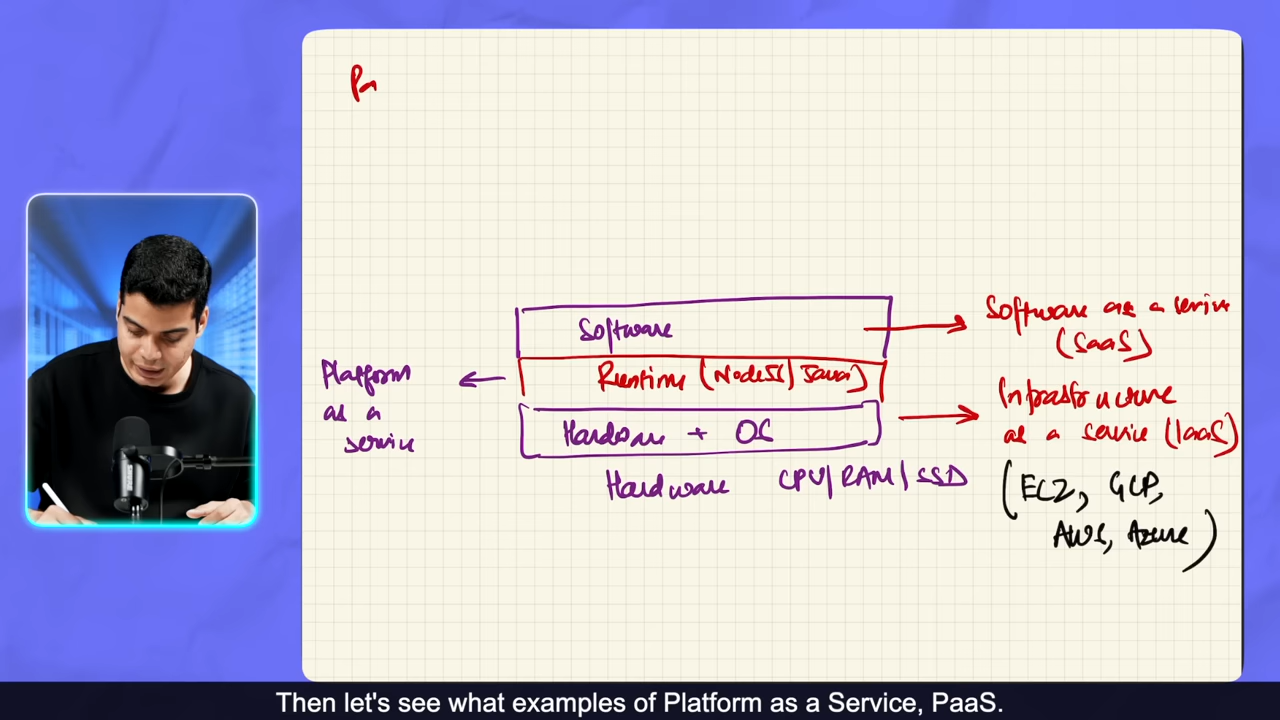 Pa
Software
Software as a service
(SaaS)
Platform
as a
service
Runtime (NodeJS/Java)
Infrastructure
as a service (IaaS)
Hardware + OS
Hardware CPU/RAM/SSD
(EC2, GCP,
AWS, Azure)
Then let's see what examples of Platform as a Service, PaaS.